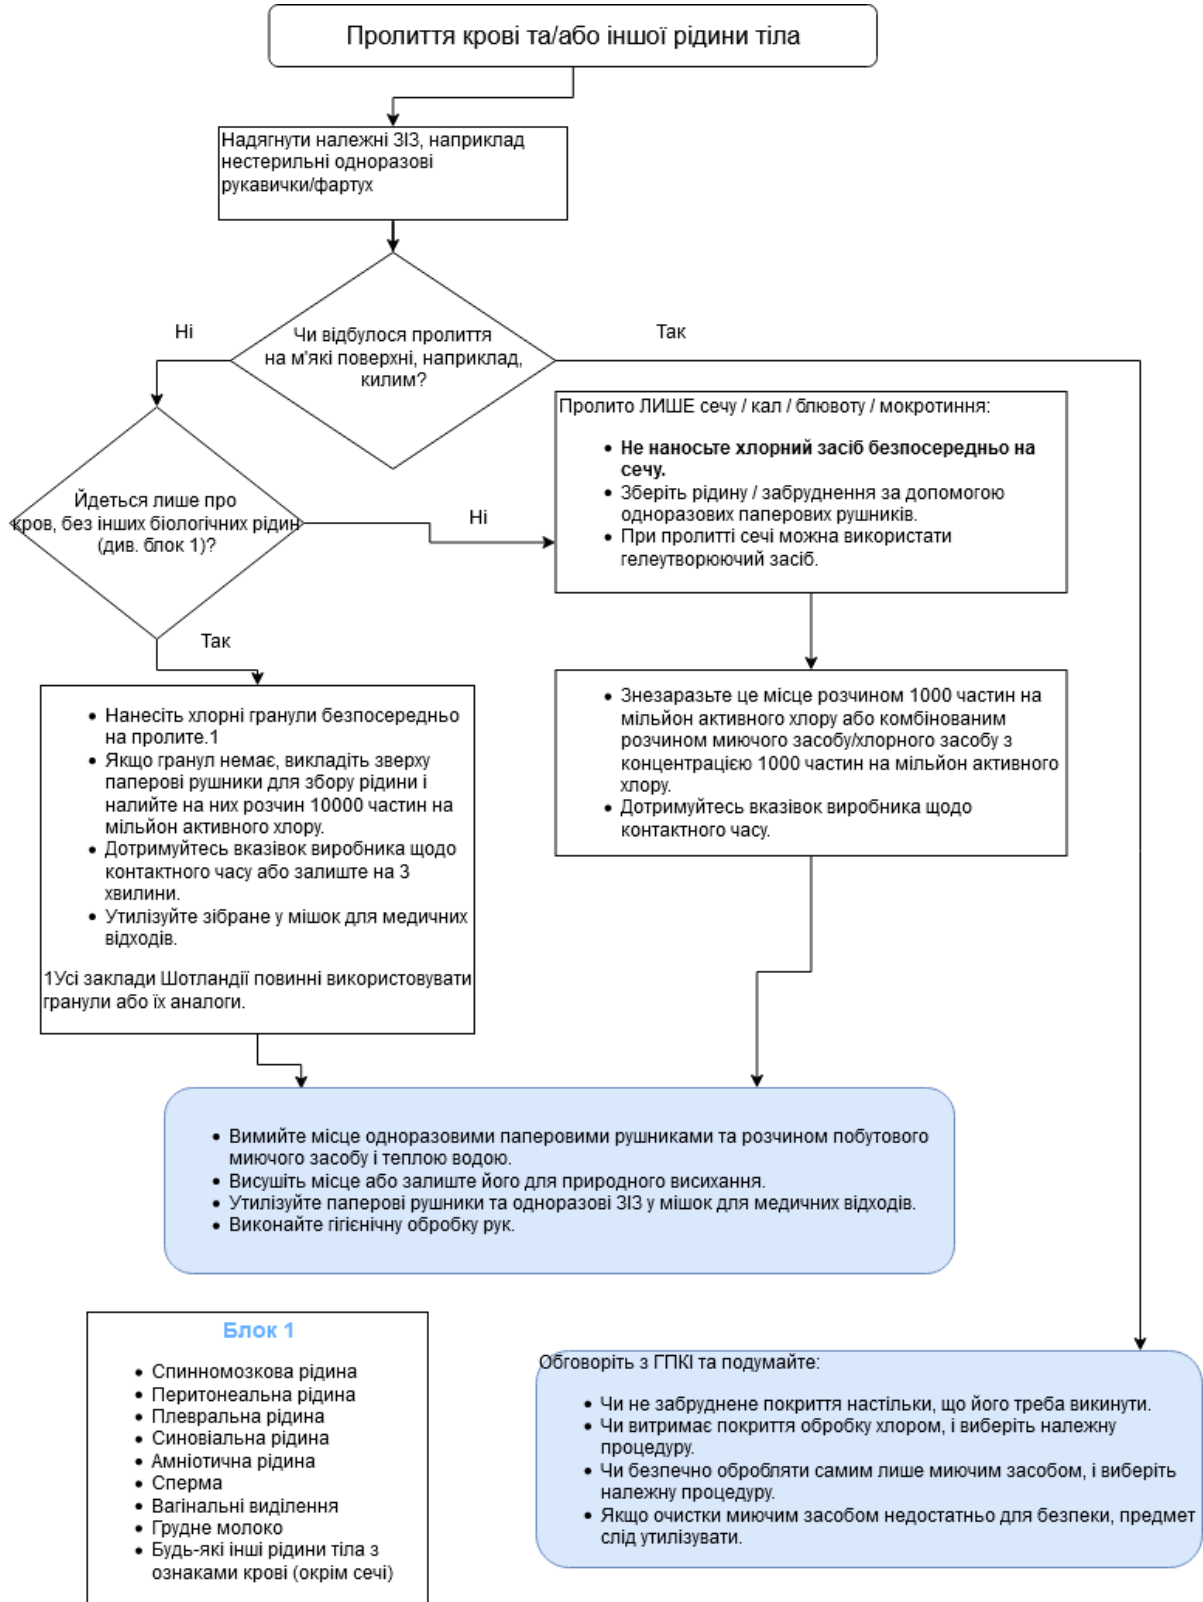 Пролиття крові та/або іншої рідини тіла
Надягнути належні ЗІЗ, наприклад
нестерильні одноразові
рукавички/фартух
Чи відбулося пролиття
на м'які поверхні, наприклад,
килим?
Ні
Так
Йдеться лише про
кров, без інших біологічних рідин
(див. блок 1)?
Ні
Так
Пролито ЛИШЕ сечу / кал / блювоту / мокротиння:
• Не наносьте хлорний засіб безпосередньо на
сечу.
• Зберіть рідину / забруднення за допомогою
одноразових паперових рушників.
• При пролитті сечі можна використати
гелеутворюючий засіб.
• Нанесіть хлорні гранули безпосередньо
на пролите.1
• Якщо гранул немає, викладіть зверху
паперові рушники для збору рідини і
налийте на них розчин 10000 частин на
мільйон активного хлору.
• Дотримуйтесь вказівок виробника щодо
контактного часу або залиште на 3
хвилини.
• Утилізуйте зібране у мішок для медичних
відходів.
1Усі заклади Шотландії повинні використовувати
гранули або їх аналоги.
• Знезаразьте це місце розчином 1000 частин на
мільйон активного хлору або комбінованим
розчином миючого засобу/хлорного засобу з
концентрацією 1000 частин на мільйон активного
хлору.
• Дотримуйтесь вказівок виробника щодо
контактного часу.
• Вимийте місце одноразовими паперовими рушниками та розчином побутового
миючого засобу і теплою водою.
• Висушіть місце або залиште його для природного висихання.
• Утилізуйте паперові рушники та одноразові ЗІЗ у мішок для медичних відходів.
• Виконайте гігієнічну обробку рук.
Блок 1
• Спинномозкова рідина
• Перитонеальна рідина
• Плевральна рідина
• Синовіальна рідина
• Амніотична рідина
• Сперма
• Вагінальні виділення
• Грудне молоко
• Будь-які інші рідини тіла з
ознаками крові (окрім сечі)
Обговоріть з ГПКІ та подумайте:
• Чи не забруднене покриття настільки, що його треба викинути.
• Чи витримає покриття обробку хлором, і виберіть належну
процедуру.
• Чи безпечно обробляти самим лише миючим засобом, і виберіть
належну процедуру.
• Якщо очистки миючим засобом недостатньо для безпеки, предмет
слід утилізувати.